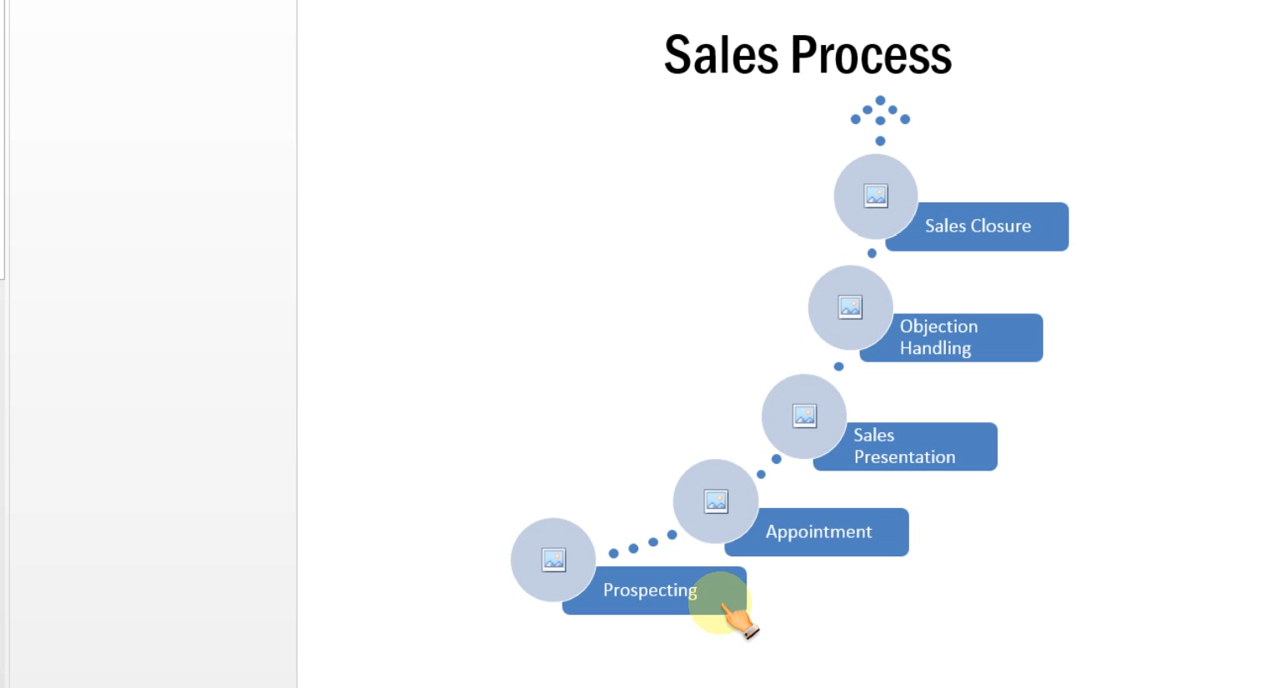 Sales Process
Sales Closure
Objection
Handling
Sales
Presentation
Appointment
Prospecting